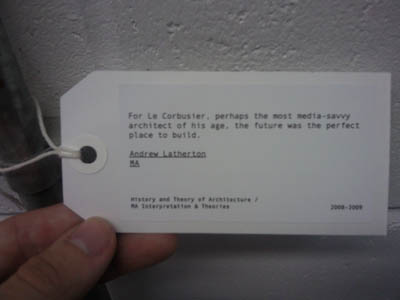 For Le Corbusier, perhaps the most media-savvy
architect of his age, the future was the perfect
place to build.
Andrew Latherton
MA
History and Theory of Architecture /
MA Interpretation & Theories
2008-2009